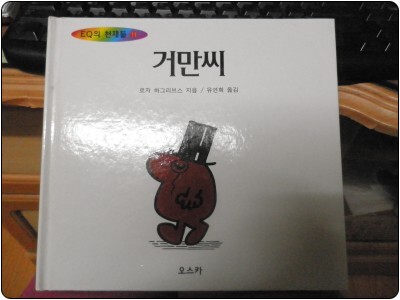 EQ의 천재들
거만씨
로저 하그리브스 지음 / 유연희 옮김
오스카